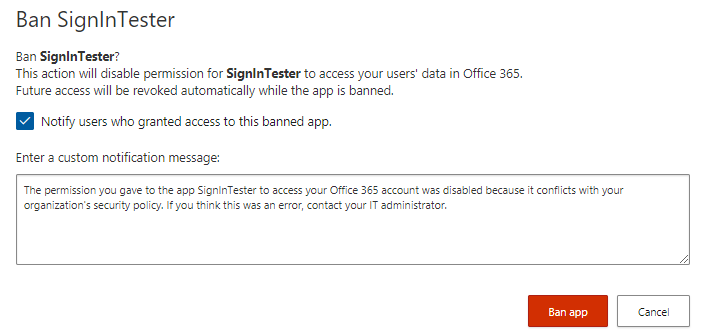 Ban SignInTester
Ban SignInTester?
This action will disable permission for SignInTester to access your users' data in Office 365.
Future access will be revoked automatically while the app is banned.
Notify users who granted access to this banned app.
Enter a custom notification message:
The permission you gave to the app SignInTester to access your Office 365 account was disabled because it conflicts with your
organization's security policy. If you think this was an error, contact your IT administrator.
Ban app
Cancel